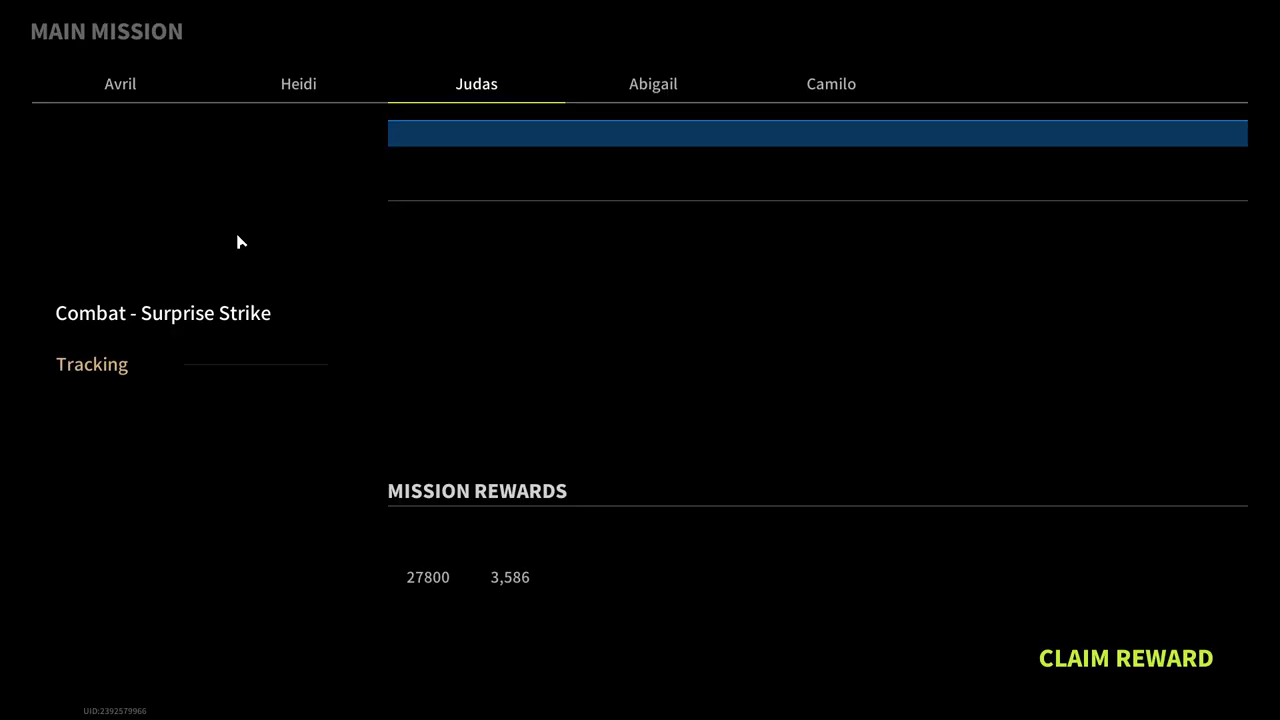 MAIN MISSION
Avril Heidi Judas Abigail Camilo
Combat - Surprise Strike
Tracking
MISSION REWARDS
27800 3,586
CLAIM REWARD
UID:2392579966